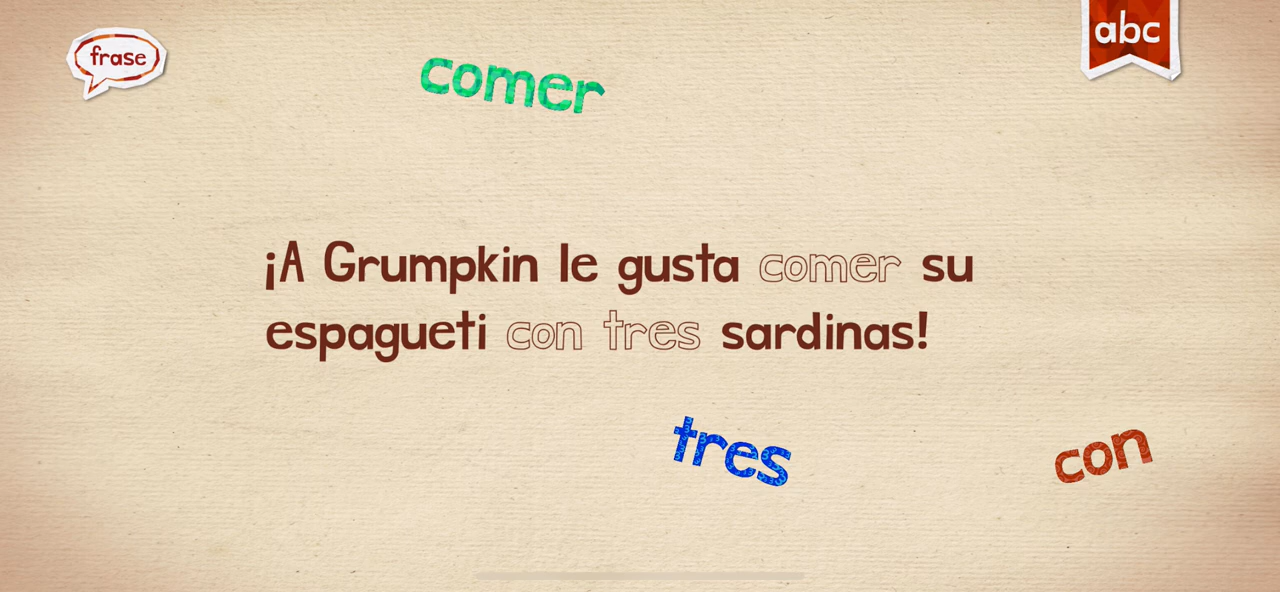 frase
abc
comer
¡A Grumpkin le gusta comer su
espagueti con tres sardinas!
tres
con